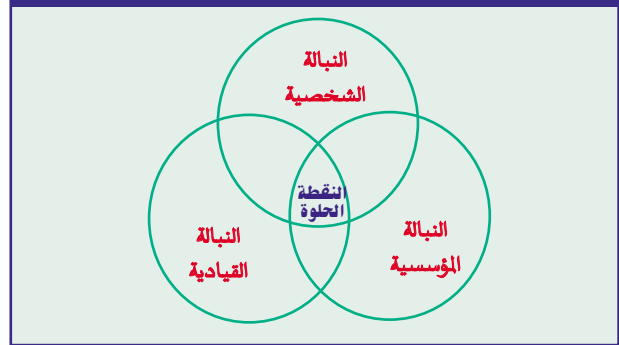 النبالة
الشخصية
النقطة
الحلوة
النبالة
المؤسسية
النبالة
القيادية